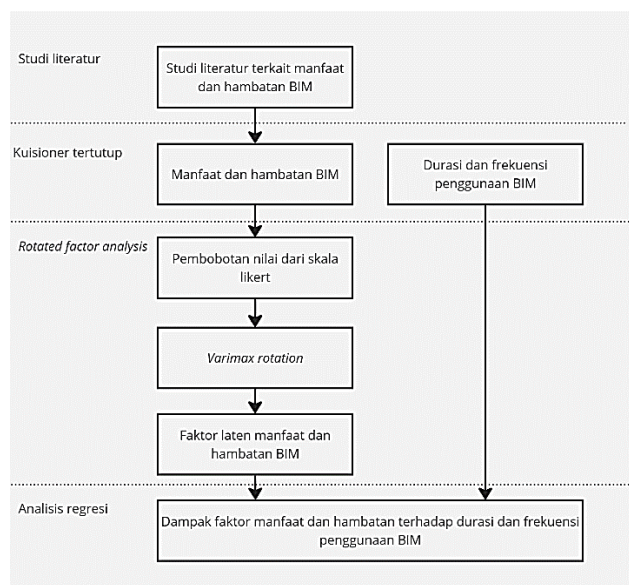 Studi literatur
Studi literatur terkait manfaat
dan hambatan BIM
Kuisioner tertutup
Manfaat dan hambatan BIM
Durasi dan frekuensi
penggunaan BIM
Rotated factor analysis
Pembobotan nilai dari skala
likert
Varimax rotation
Faktor laten manfaat dan
hambatan BIM
Analisis regresi
Dampak faktor manfaat dan hambatan terhadap durasi dan frekuensi
penggunaan BIM